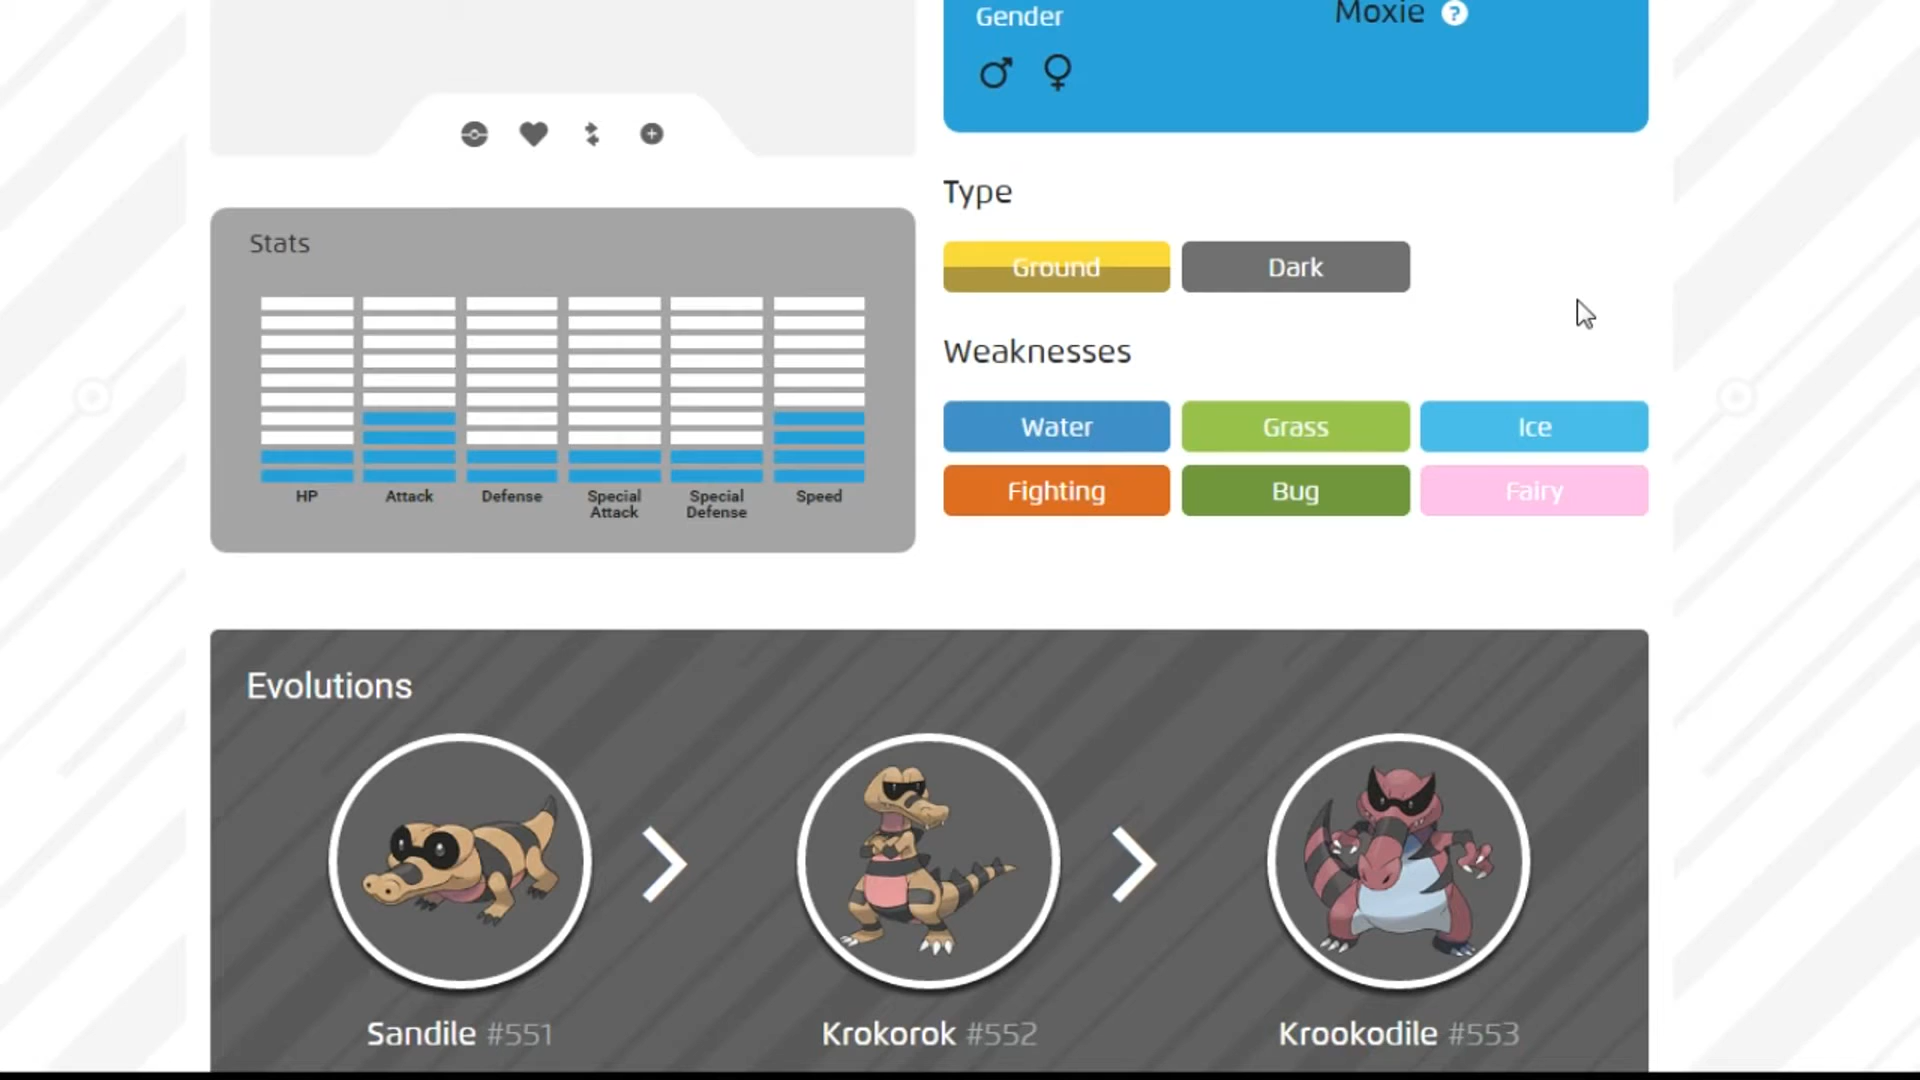 Gender
Moxie ?
Type
Ground
Dark
Stats
HP
Attack
Defense
Special
Attack
Special
Defense
Speed
Weaknesses
Water
Grass
Ice
Fighting
Bug
Fairy
Evolutions
Sandile #551
Krokorok #552
Krookodile #553